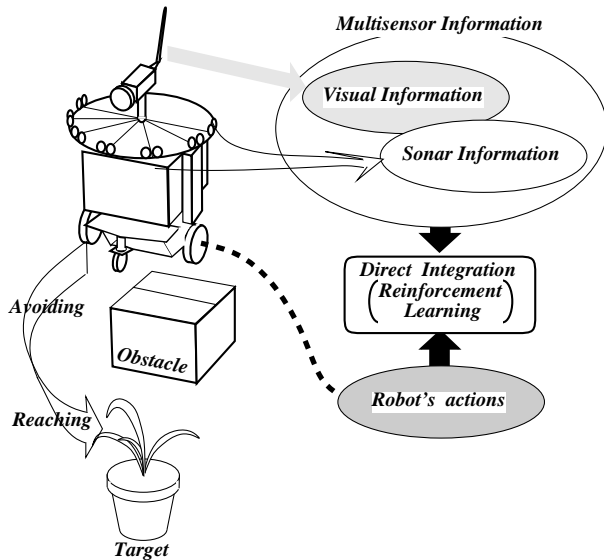 Multisensor Information
Visual Information
Sonar Information
Direct Integration
(Reinforcement
Learning)
Avoiding
Obstacle
Robot's actions
Reaching
Target